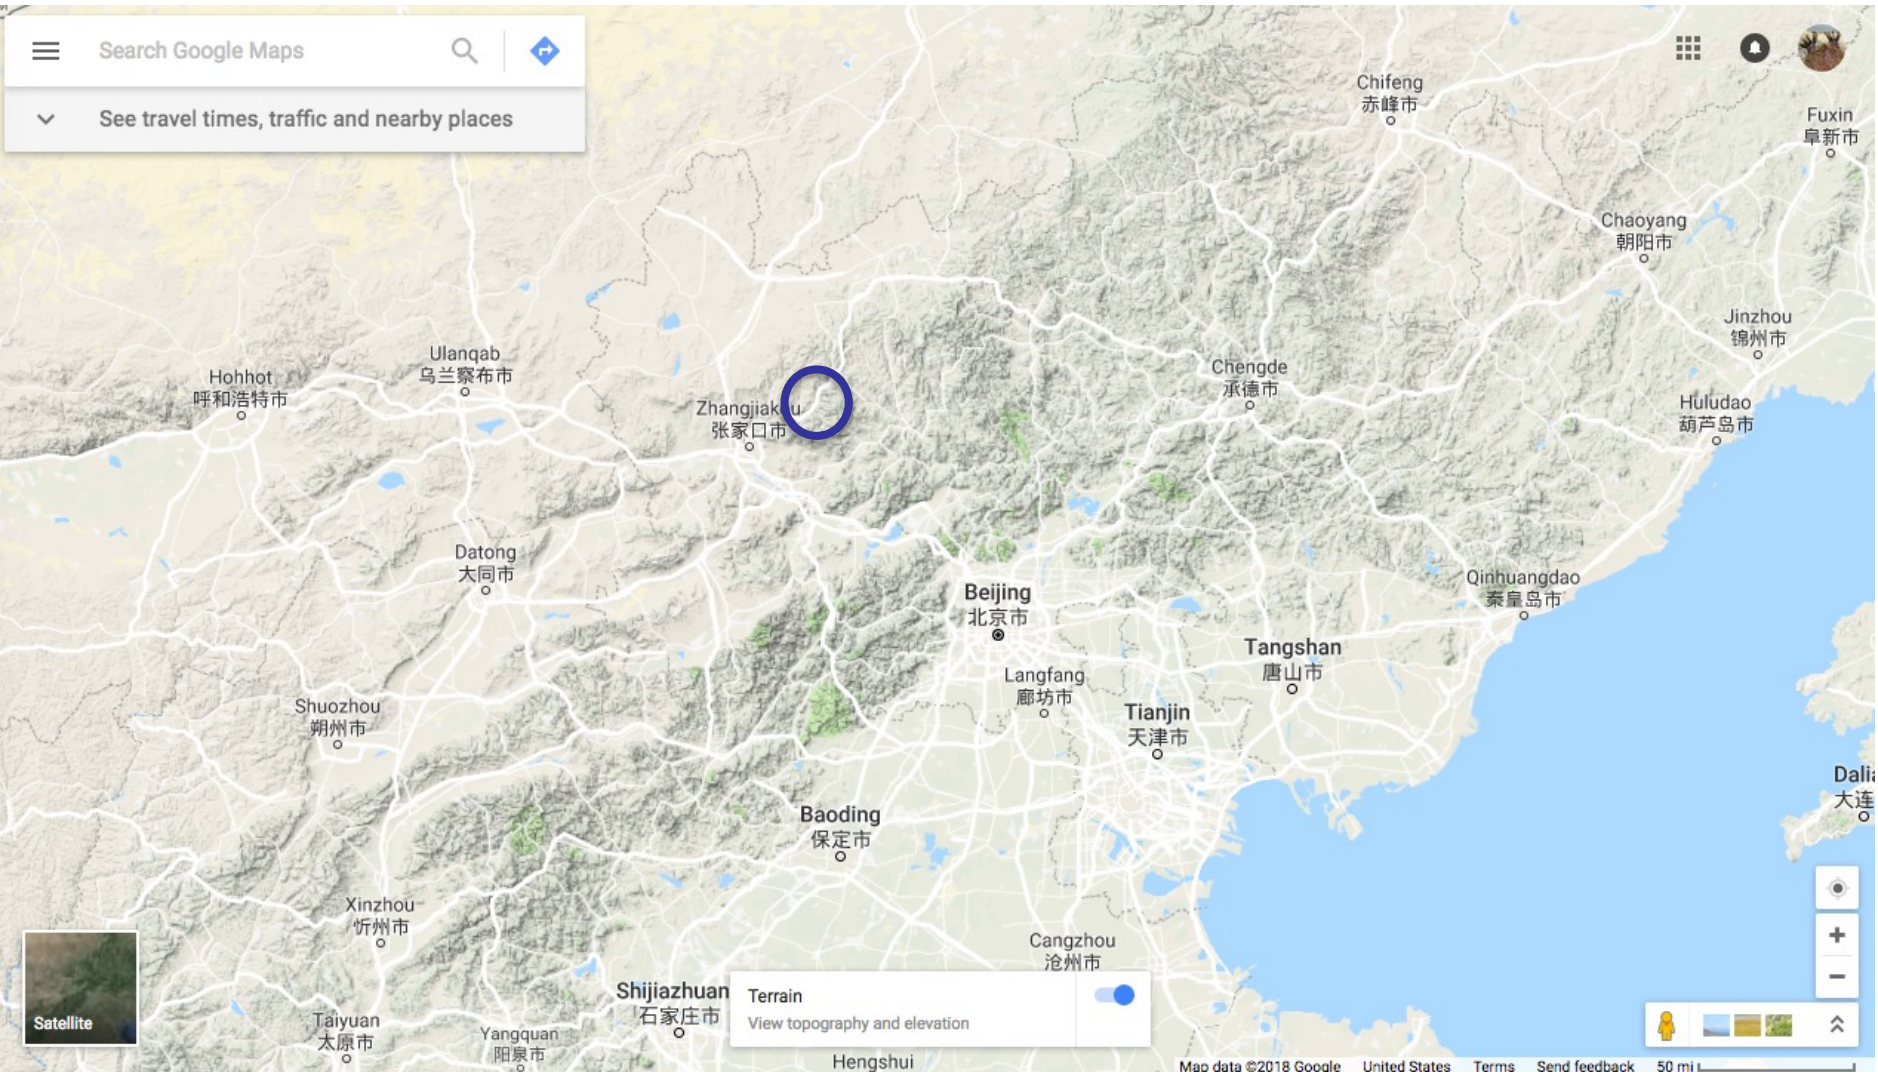 Search Google Maps
See travel times, traffic and nearby places
Chifeng
赤峰市
Fuxin
阜新市
Chaoyang
朝阳市
Jinzhou
锦州市
Ulanqab
乌兰察布市
Hohhot
呼和浩特市
Chengde
承德市
Zhangjiakou
张家口市
Huludao
葫芦岛市
Datong
大同市
Beijing
北京市
Qinhuangdao
秦皇岛市
Tangshan
唐山市
Langfang
廊坊市
Shuozhou
朔州市
Tianjin
天津市
Dali
大连
Baoding
保定市
Xinzhou
忻州市
Cangzhou
沧州市
Shijiazhuan
石家庄市
Terrain
View topography and elevation
Satellite
Taiyuan
太原市
Yangquan
阳泉市
Hengshui
Map data ©2018 Google United States Terms Send feedback 50 mi